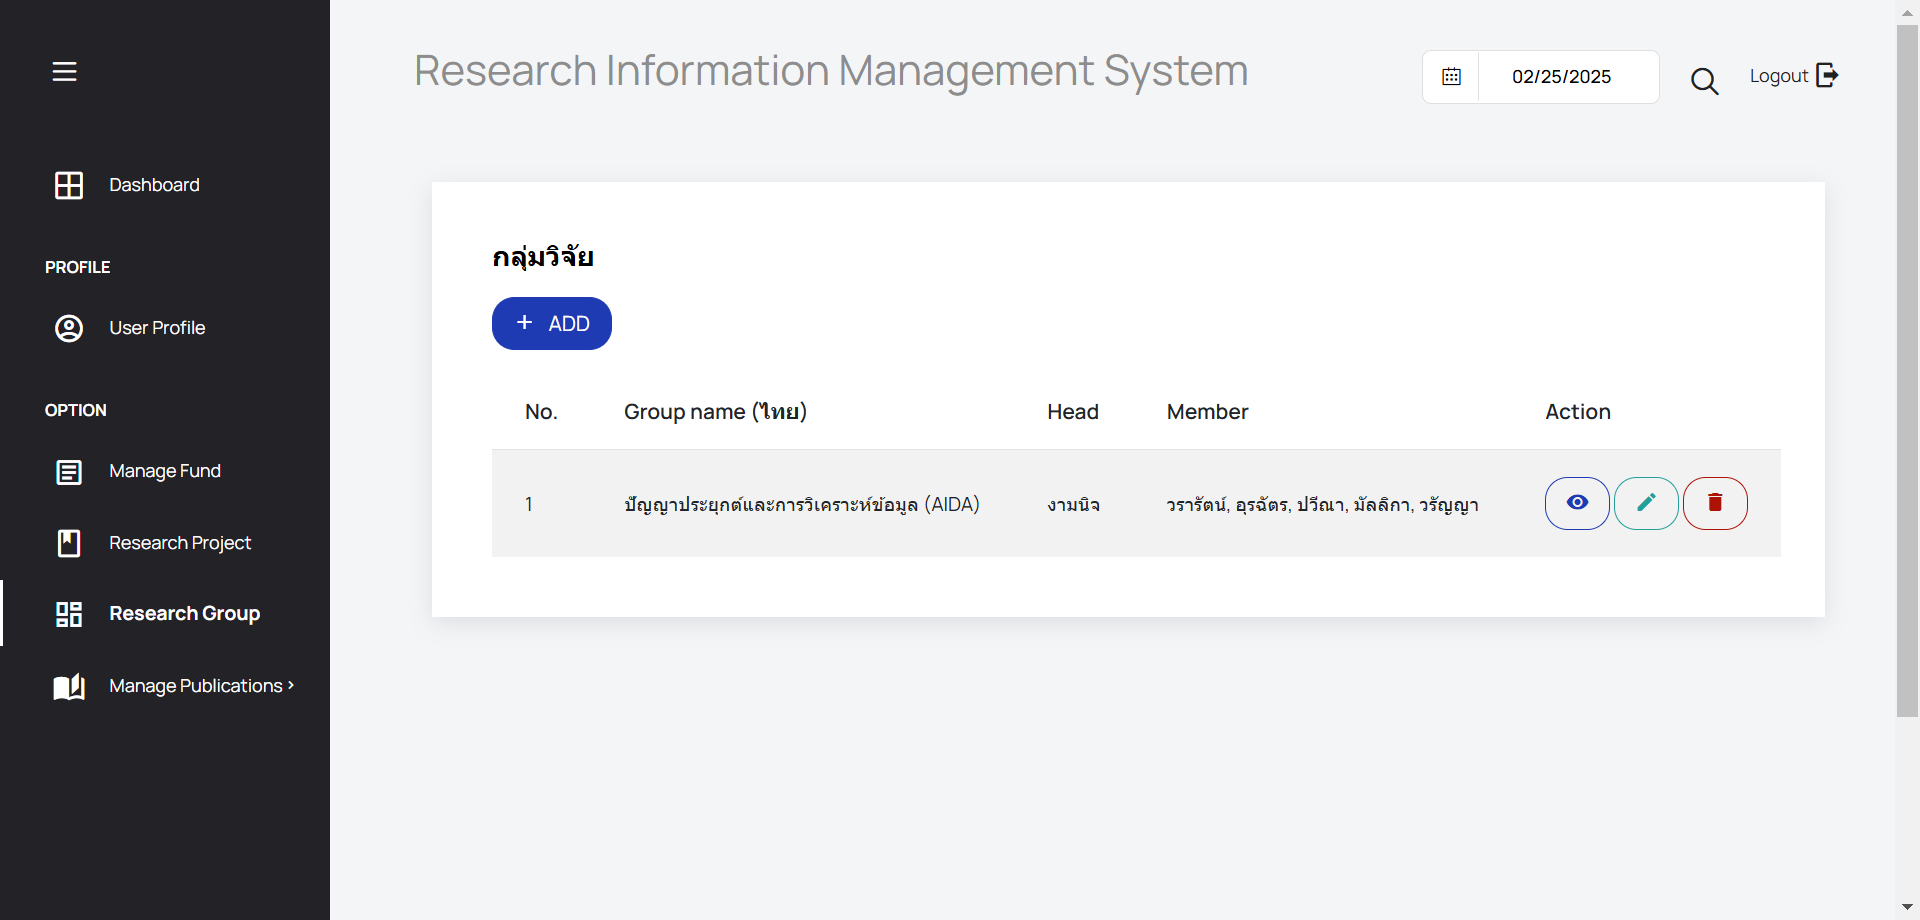 Research Information Management System
02/25/2025
Logout
Dashboard
PROFILE
User Profile
OPTION
Manage Fund
Research Project
Research Group
Manage Publications
กลุ่มวิจัย
+ ADD
No. Group name (ไทย) Head Member Action
1 ปัญญาประยุกต์และการวิเคราะห์ข้อมูล (AIDA) งามนิจ วรารัตน์, อุรฉัตร, ปวีณา, มัลลิกา, วรัญญา